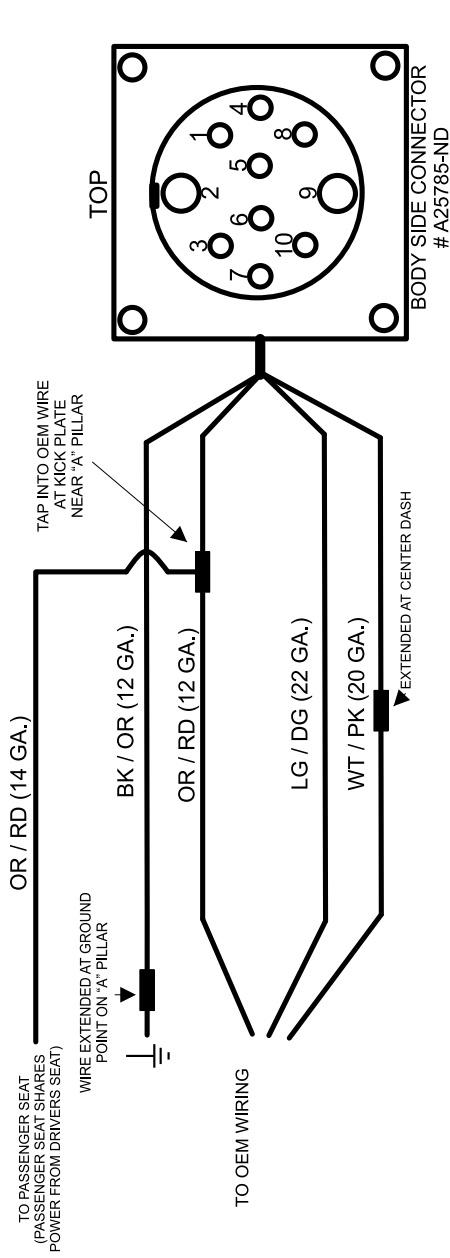 TO PASSENGER SEAT
(PASSENGER SEAT SHARES
POWER FROM DRIVERS SEAT)
OR / RD (14 GA.)
TAP INTO OEM WIRE
AT KICK PLATE
NEAR "A" PILLAR
TOP
WIRE EXTENDED AT GROUND
POINT ON "A" PILLAR
BK / OR (12 GA.)
OR / RD (12 GA.)
TO OEM WIRING
LG / DG (22 GA.)
WT / PK (20 GA.)
EXTENDED AT CENTER DASH
3
2
1
7
6
5
4
10
9
8
BODY SIDE CONNECTOR
# A25785-ND